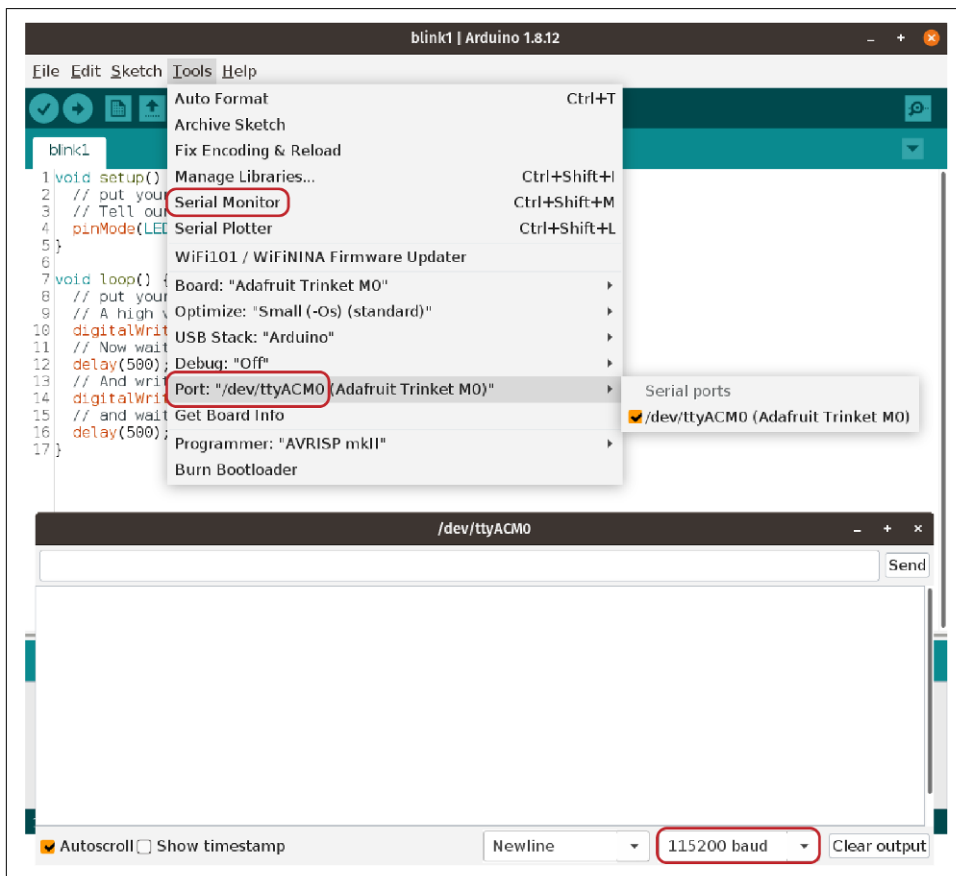 blink1 | Arduino 1.8.12
File Edit Sketch Tools Help
Auto Format Ctrl+T
Archive Sketch
Fix Encoding & Reload
Manage Libraries... Ctrl+Shift+I
Serial Monitor Ctrl+Shift+M
Serial Plotter Ctrl+Shift+L
WiFi101 / WiFiNINA Firmware Updater
Board: "Adafruit Trinket M0"
Optimize: "Small (-Os) (standard)"
USB Stack: "Arduino"
Debug: "Off"
Port: "/dev/ttyACM0 (Adafruit Trinket M0)"
Get Board Info
Programmer: "AVRISP mkII"
Burn Bootloader
Serial ports
/dev/ttyACM0 (Adafruit Trinket M0)
blink1
1 void setup()
2 // put your
3 // Tell our
4 pinMode(LED
5 }
6
7 void loop() {
8 // put your
9 // A high v
10 digitalWrit
11 // Now wait
12 delay(500);
13 // And writ
14 digitalWrit
15 // and wait
16 delay(500);
17 }
/dev/ttyACM0
Send
Autoscroll Show timestamp Newline 115200 baud Clear output